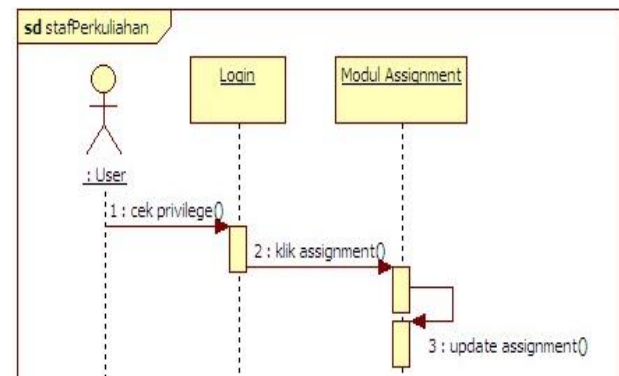 sd stafPerkuliahan
Login
Modul Assignment
: User
1 : cek privilege()
2 : klik assignment()
3 : update assignment()